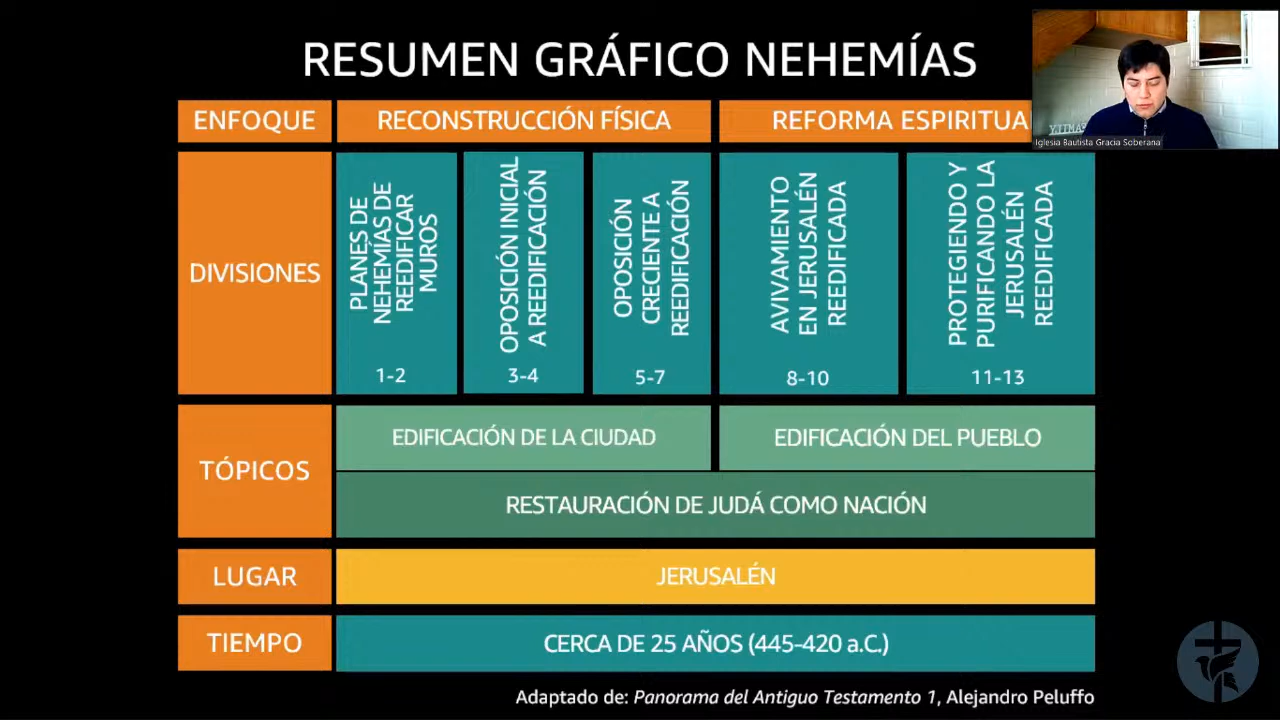 RESUMEN GRÁFICO NEHEMÍAS
ENFOQUE
RECONSTRUCCIÓN FÍSICA
REFORMA ESPIRITUA
Iglesia Bautista Gracia Soberana
DIVISIONES
PLANES DE
NEHEMÍAS DE
REEDIFICAR
MUROS
1-2
OPOSICIÓN INICIAL
A REEDIFICACIÓN
3-4
OPOSICIÓN
CRECIENTE A
REEDIFICACIÓN
5-7
AVIVAMIENTO
EN JERUSALÉN
REEDIFICADA
8-10
PROTEGIENDO Y
PURIFICANDO LA
JERUSALÉN
REEDIFICADA
11-13
TÓPICOS
EDIFICACIÓN DE LA CIUDAD
EDIFICACIÓN DEL PUEBLO
RESTAURACIÓN DE JUDÁ COMO NACIÓN
LUGAR
JERUSALÉN
TIEMPO
CERCA DE 25 AÑOS (445-420 a.C.)
Adaptado de: Panorama del Antiguo Testamento 1, Alejandro Peluffo